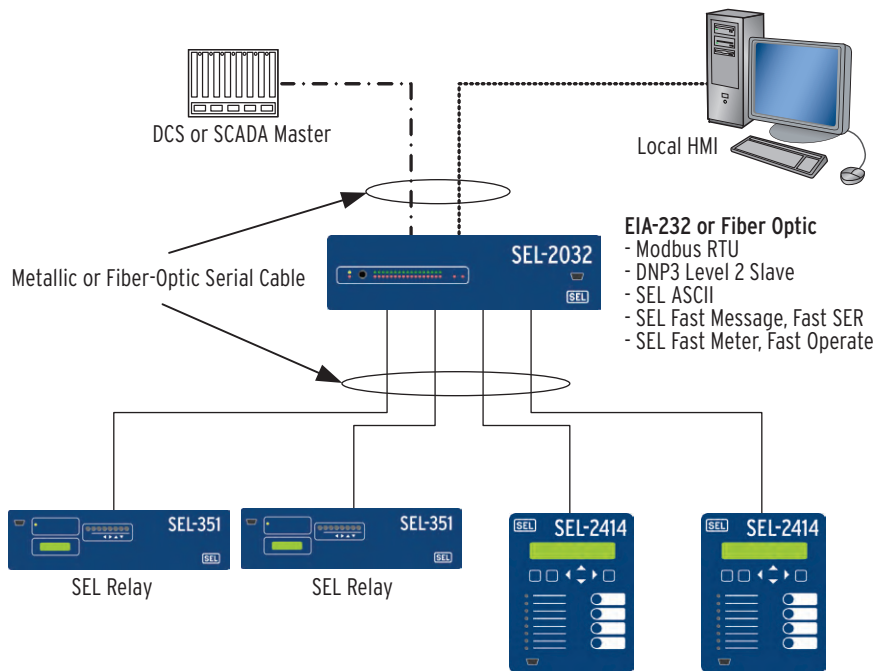 DCS or SCADA Master
Local HMI
SEL-2032
SEL
EIA-232 or Fiber Optic
- Modbus RTU
- DNP3 Level 2 Slave
- SEL ASCII
- SEL Fast Message, Fast SER
- SEL Fast Meter, Fast Operate
Metallic or Fiber-Optic Serial Cable
SEL-351
SEL
SEL Relay
SEL-351
SEL
SEL Relay
SEL
SEL-2414
SEL
SEL-2414